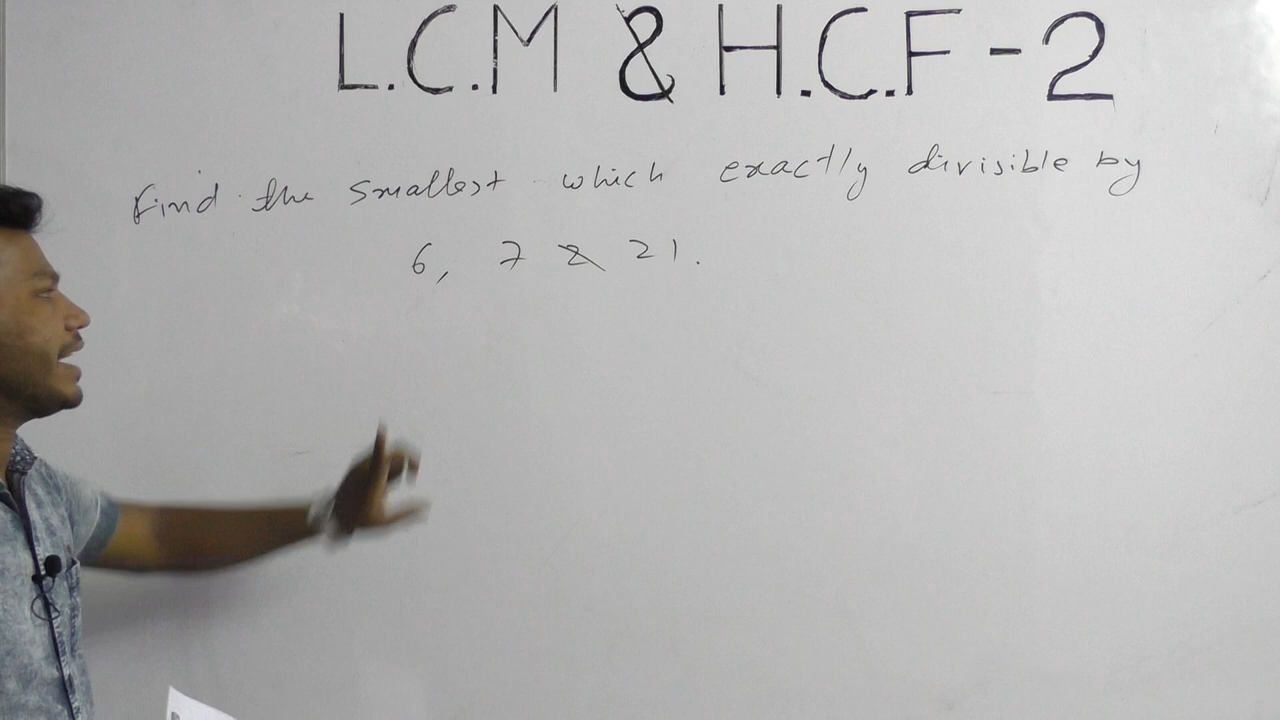 L.C.M & H.C.F - 2
Find the smallest which exactly divisible by
6, 7 & 21.